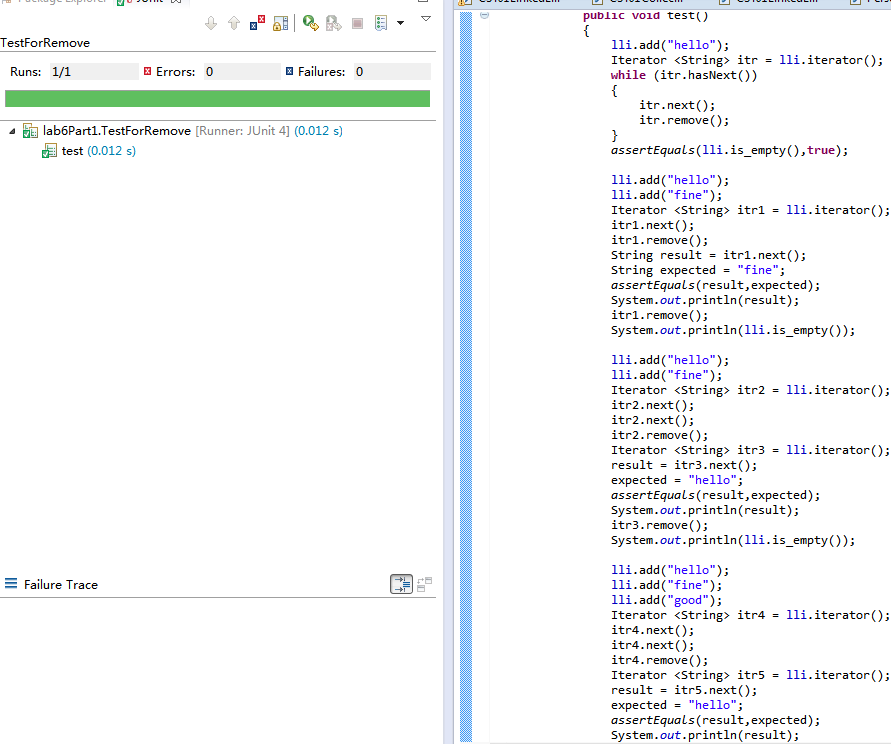 TestForRemove
Runs: 1/1 Errors: 0 Failures: 0
lab6Part1.TestForRemove [Runner: JUnit 4] (0.012 s)
test (0.012 s)
Failure Trace
public void test()
{
lli.add("hello");
Iterator <String> itr = lli.iterator();
while (itr.hasNext())
{
itr.next();
itr.remove();
}
assertEquals(lli.is_empty(),true);
lli.add("hello");
lli.add("fine");
Iterator <String> itr1 = lli.iterator();
itr1.next();
itr1.remove();
String result = itr1.next();
String expected = "fine";
assertEquals(result,expected);
System.out.println(result);
itr1.remove();
System.out.println(lli.is_empty());
lli.add("hello");
lli.add("fine");
Iterator <String> itr2 = lli.iterator();
itr2.next();
itr2.next();
itr2.remove();
Iterator <String> itr3 = lli.iterator();
result = itr3.next();
expected = "hello";
assertEquals(result,expected);
System.out.println(result);
itr3.remove();
System.out.println(lli.is_empty());
lli.add("hello");
lli.add("fine");
lli.add("good");
Iterator <String> itr4 = lli.iterator();
itr4.next();
itr4.next();
itr4.remove();
Iterator <String> itr5 = lli.iterator();
result = itr5.next();
expected = "hello";
assertEquals(result,expected);
System.out.println(result);